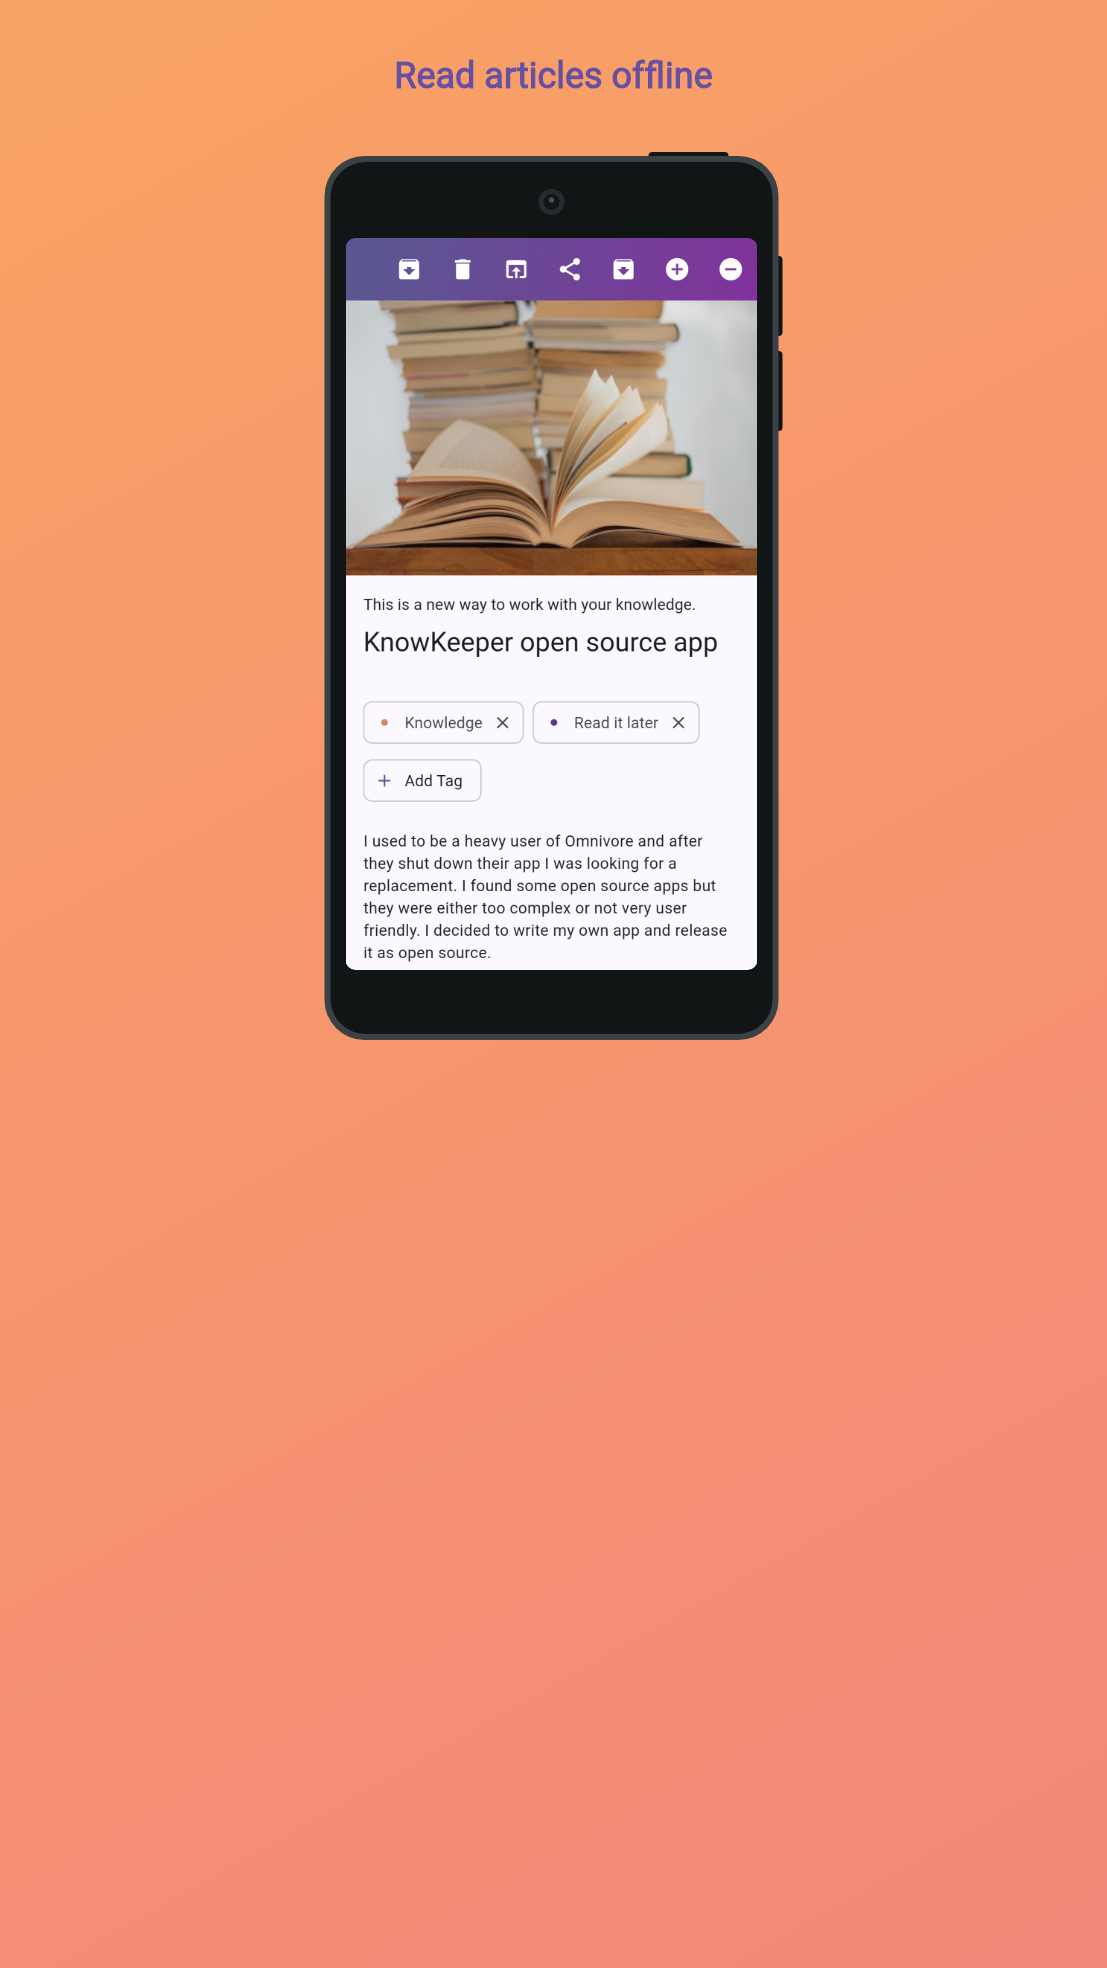 Read articles offline
This is a new way to work with your knowledge.
KnowKeeper open source app
Knowledge
Read it later
Add Tag
I used to be a heavy user of Omnivore and after
they shut down their app I was looking for a
replacement. I found some open source apps but
they were either too complex or not very user
friendly. I decided to write my own app and release
it as open source.